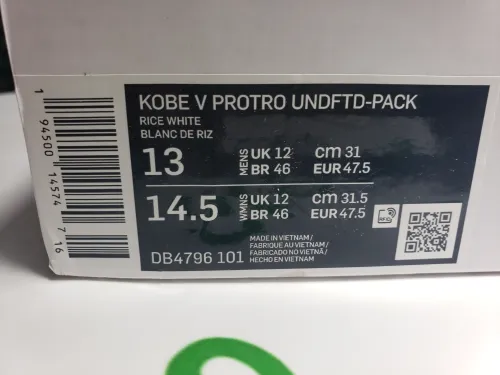 KOBE V PROTRO UNDFTD-PACK
RICE WHITE
BLANC DE RIZ
13 MENS UK 12 cm 31
BR 46 EUR 47.5
14.5 WMNS UK 12 cm 31.5
BR 46 EUR 47.5
MADE IN VIETNAM /
FABRIQUE AU VIETNAM /
FABRICADO NO VIETNÃ /
HECHO EN VIETNAM
DB4796 101
1 94500 14574 7 16